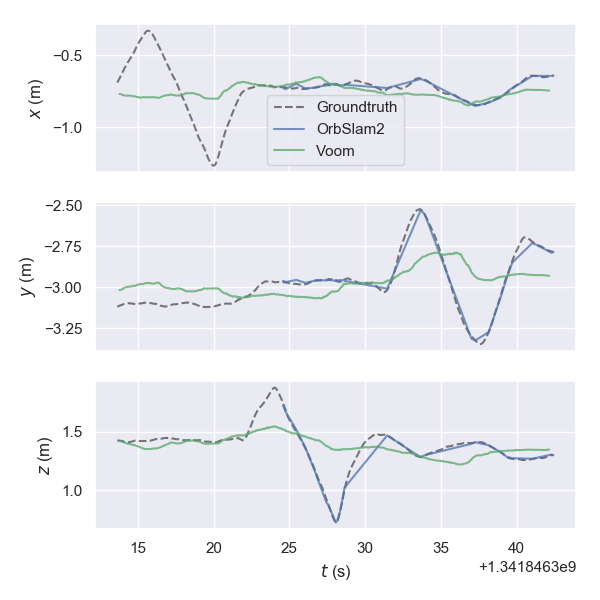 −0.5
−1.0
x (m)
Groundtruth
OrbSlam2
Voom
−2.50
−2.75
−3.00
−3.25
y (m)
1.5
1.0
z (m)
15 20 25 30 35 40
t (s)
+1.3418463e9